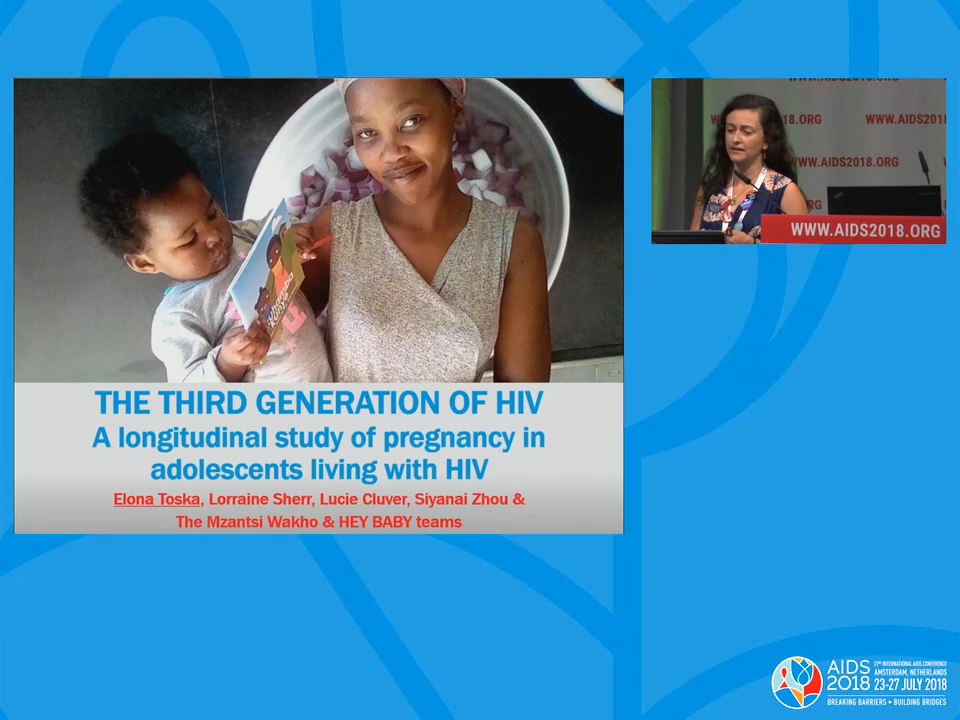 THE THIRD GENERATION OF HIV
A longitudinal study of pregnancy in
adolescents living with HIV
Elona Toska, Lorraine Sherr, Lucie Cluver, Siyanai Zhou &
The Mzantsi Wakho & HEY BABY teams
WWW.AIDS2018.ORG
18.ORG
WWW.AIDS201
WWW.AIDS2018.ORG
WWW.AIDS2018.ORG
AIDS
2018
22ND INTERNATIONAL AIDS CONFERENCE
AMSTERDAM, NETHERLANDS
23-27 JULY 2018
BREAKING BARRIERS • BUILDING BRIDGES